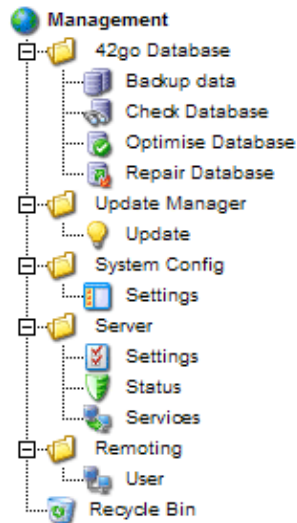 Management
42go Database
Backup data
Check Database
Optimise Database
Repair Database
Update Manager
Update
System Config
Settings
Server
Settings
Status
Services
Remoting
User
Recycle Bin